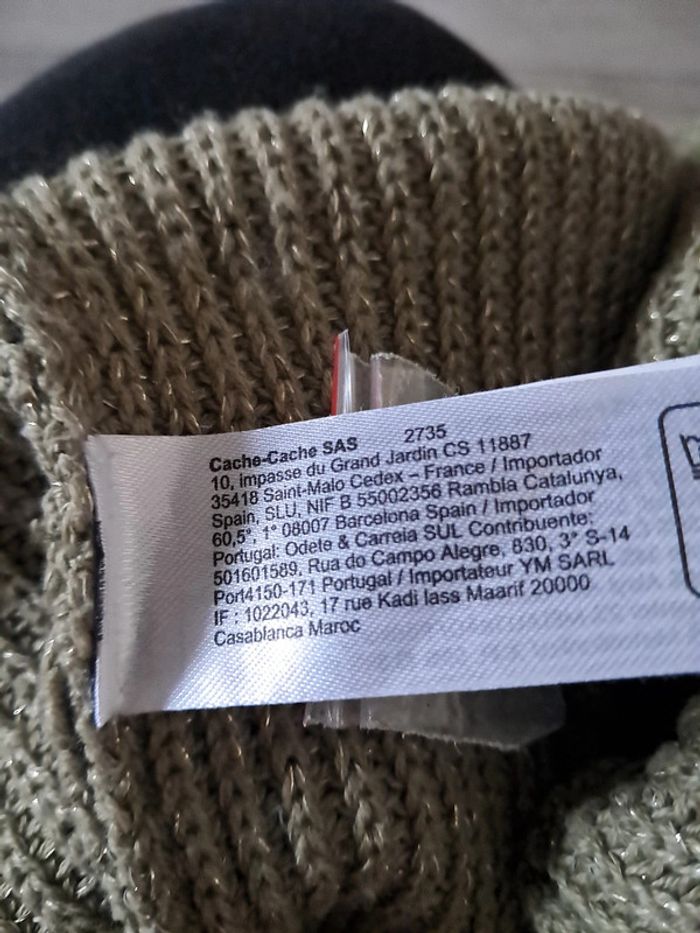 Cache-Cache SAS 2735
10, impasse du Grand Jardin CS 11887
35418 Saint-Malo Cedex – France / Importador
Spain, SLU, NIF B 55002356 Rambla Catalunya,
60,5°, 1° 08007 Barcelona Spain / Importador
Portugal: Odete & Carreia SUL Contribuente:
501601589, Rua do Campo Alegre, 830, 3° S-14
Port4150-171 Portugal / Importateur YM SARL
IF : 1022043, 17 rue Kadi Iass Maarif 20000
Casablanca Maroc